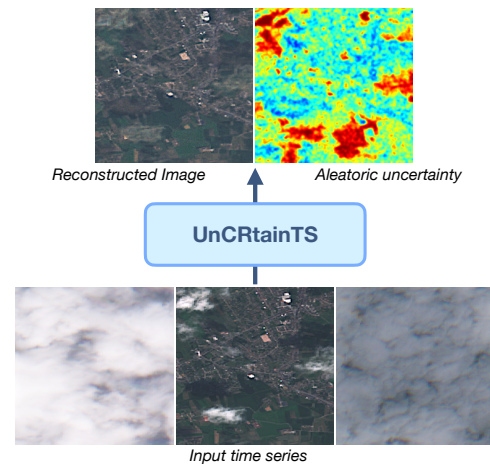 Reconstructed Image
Aleatoric uncertainty
UnCRtainTS
Input time series